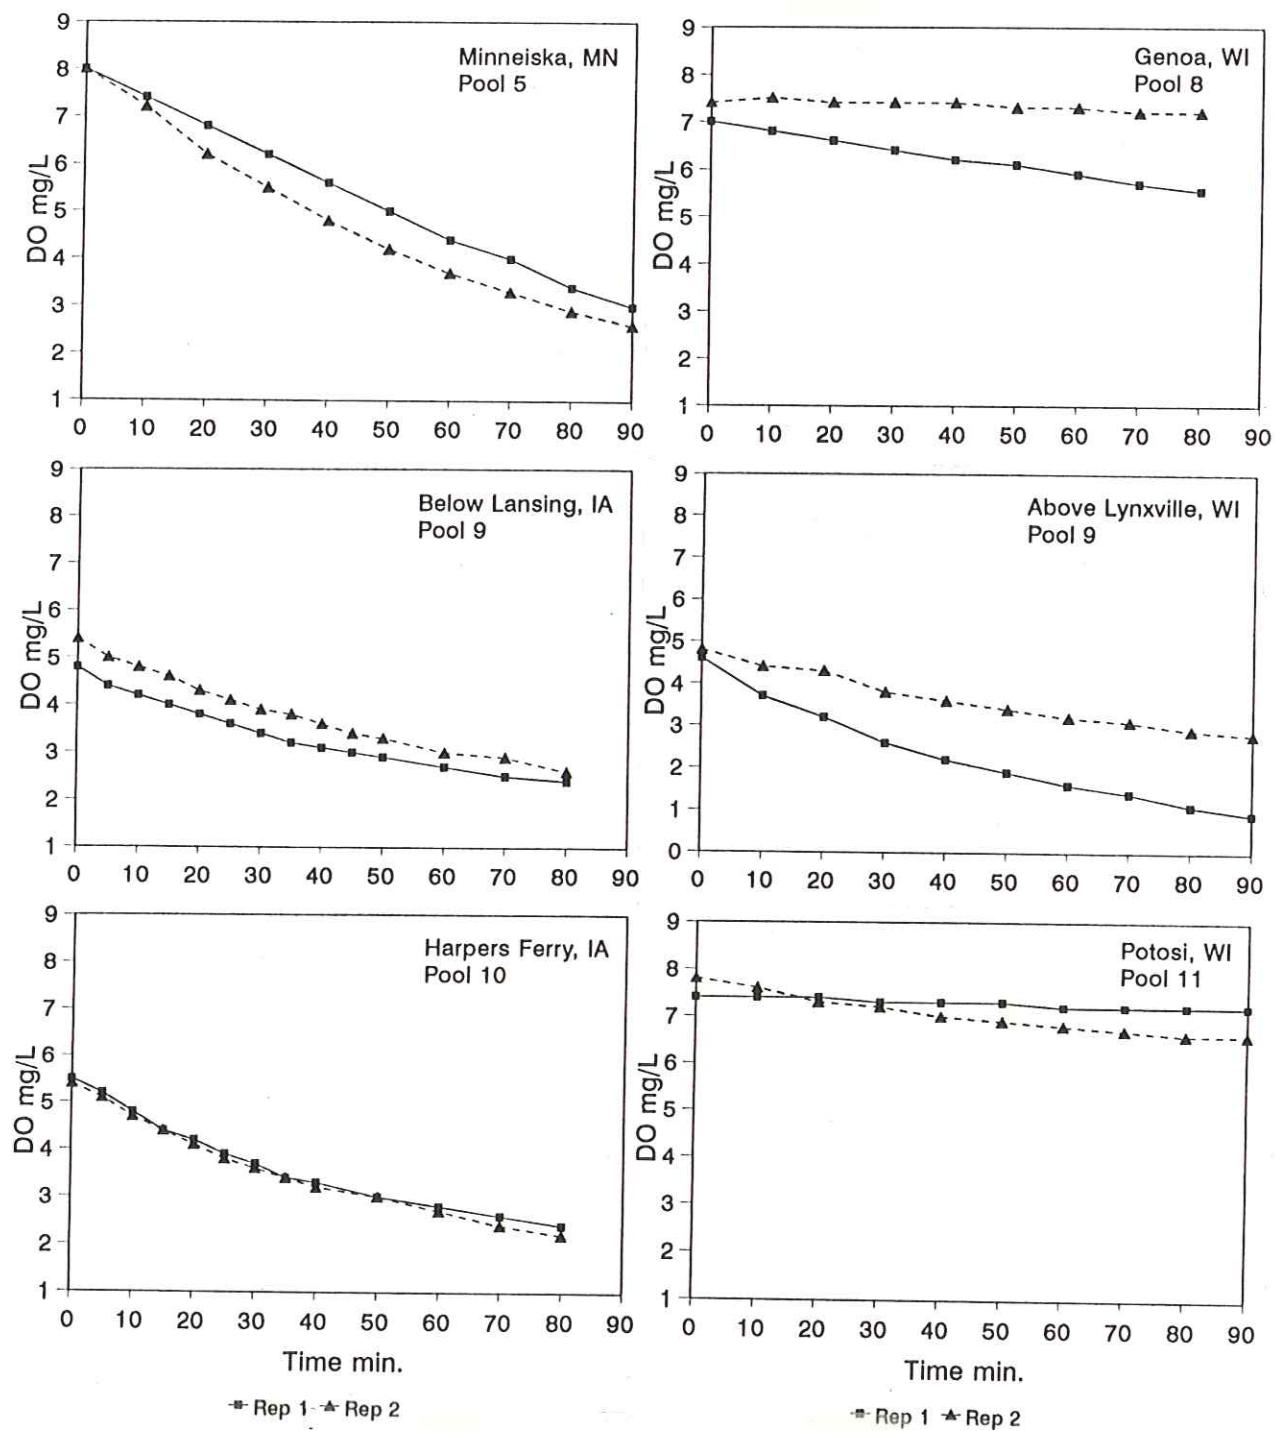 9
8
7
6
5
4
3
2
1
DO mg/L
Minneiska, MN
Pool 5
0 10 20 30 40 50 60 70 80 90
9
8
7
6
5
4
3
2
1
DO mg/L
Genoa, WI
Pool 8
0 10 20 30 40 50 60 70 80 90
9
8
7
6
5
4
3
2
1
DO mg/L
Below Lansing, IA
Pool 9
0 10 20 30 40 50 60 70 80 90
9
8
7
6
5
4
3
2
1
0
DO mg/L
Above Lynxville, WI
Pool 9
0 10 20 30 40 50 60 70 80 90
9
8
7
6
5
4
3
2
1
DO mg/L
Harpers Ferry, IA
Pool 10
0 10 20 30 40 50 60 70 80 90
Time min.
Rep 1 Rep 2
9
8
7
6
5
4
3
2
1
DO mg/L
Potosi, WI
Pool 11
0 10 20 30 40 50 60 70 80 90
Time min.
Rep 1 Rep 2